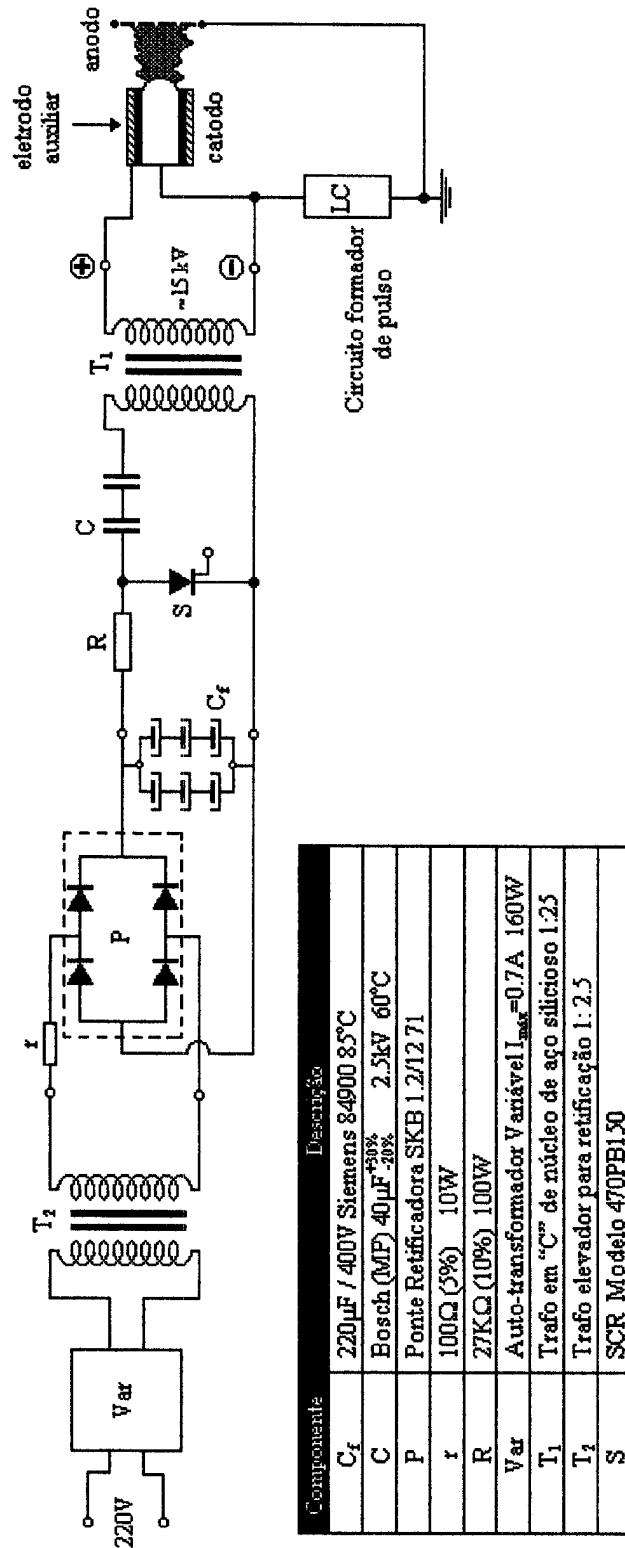 220V
Var
T₂
r
P
C_f
R
S
C
T₁
~15 kV
+
−
eletrodo
auxiliar
catodo
anodo
LC
Circuito formador
de pulso
Componente Descrição
C_f 220μF / 400V Siemens 84900 85°C
C Bosch (MP) 40μF +30% -20% 2.5kV 60°C
P Ponte Retificadora SKB 1.2/12 71
r 100Ω (5%) 10W
R 27KΩ (10%) 100W
Var Auto-transformador Variável I_máx=0.7A 160W
T₁ Trafo em “C” de núcleo de aço silicioso 1:25
T₂ Trafo elevador para retificação 1: 2.5
S SCR Modelo 470PB150